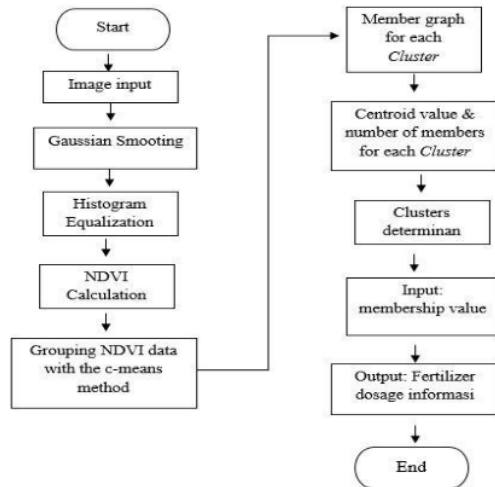 Start
Image input
Gaussian Smooting
Histogram
Equalization
NDVI
Calculation
Grouping NDVI data
with the c-means
method
Member graph
for each
Cluster
Centroid value &
number of members
for each Cluster
Clusters
determinan
Input:
membership value
Output: Fertilizer
dosage informasi
End